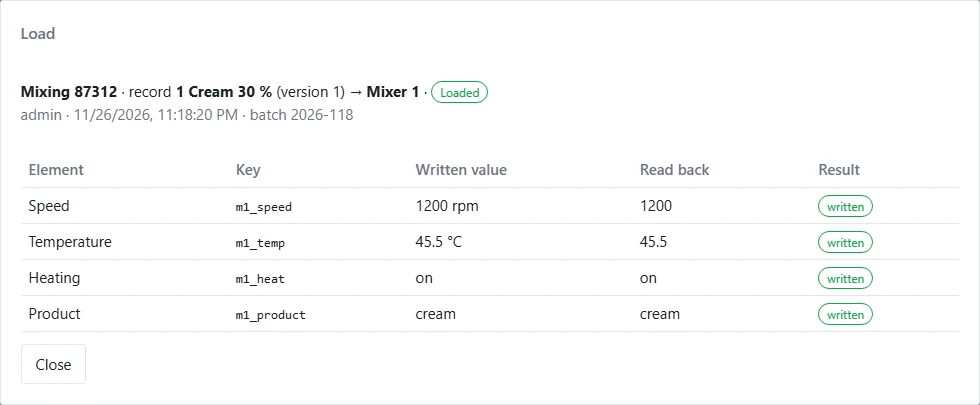 Load
Mixing 87312 · record 1 Cream 30 % (version 1) → Mixer 1 · Loaded
admin · 11/26/2026, 11:18:20 PM · batch 2026-118
Element Key Written value Read back Result
Speed m1_speed 1200 rpm 1200 written
Temperature m1_temp 45.5 °C 45.5 written
Heating m1_heat on on written
Product m1_product cream cream written
Close